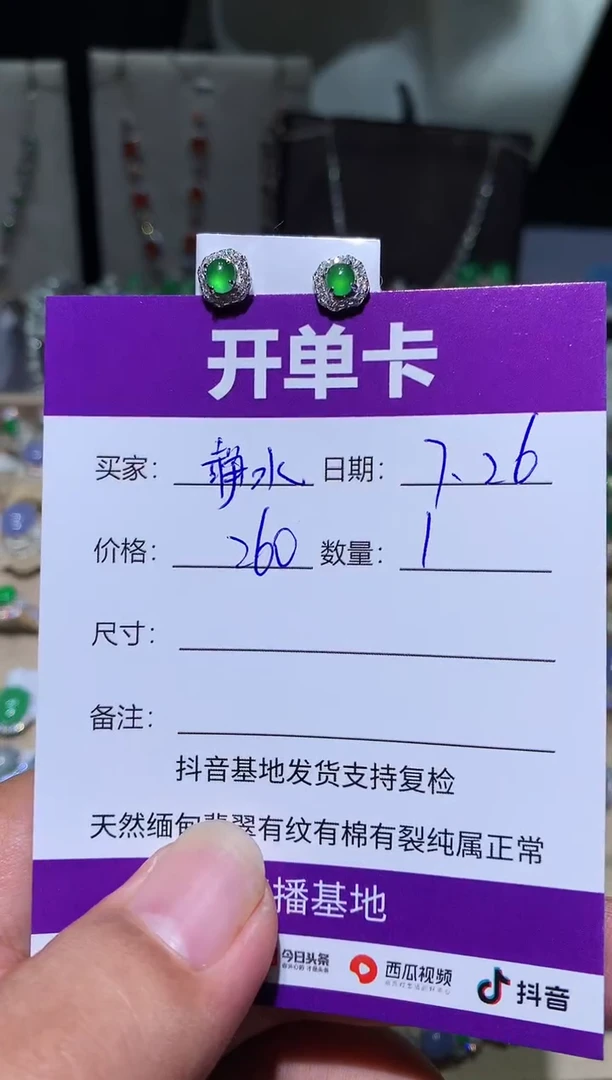 开单卡
买家： 静水 日期： 7.26
价格： 260 数量： 1
尺寸：
备注：
抖音基地发货支持复检
天然缅甸翡翠有纹有棉有裂纯属正常
播基地
今日头条 西瓜视频 抖音